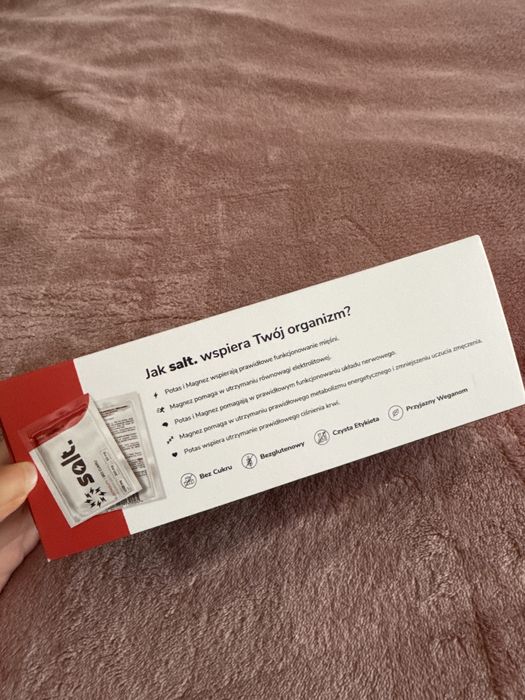 Jak salt. wspiera Twój organizm?
Potas i Magnez wspierają prawidłowe funkcjonowanie mięśni.
Magnez pomaga w utrzymaniu równowagi elektrolitowej.
Potas i Magnez pomagają w prawidłowym funkcjonowaniu układu nerwowego.
Magnez pomaga w utrzymaniu prawidłowego metabolizmu energetycznego i zmniejszeniu uczucia zmęczenia.
Potas wspiera utrzymanie prawidłowego ciśnienia krwi.
Bez Cukru
Bezglutenowy
Czysta Etykieta
Przyjazny Weganom
salt.